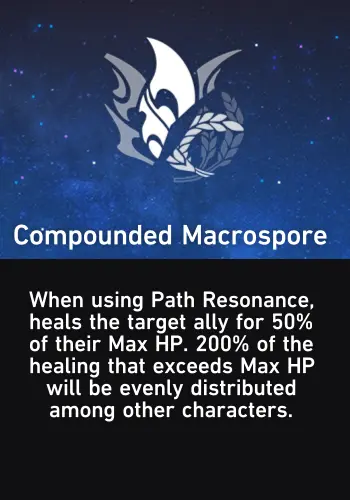 Compounded Macrospore
When using Path Resonance,
heals the target ally for 50%
of their Max HP. 200% of the
healing that exceeds Max HP
will be evenly distributed
among other characters.